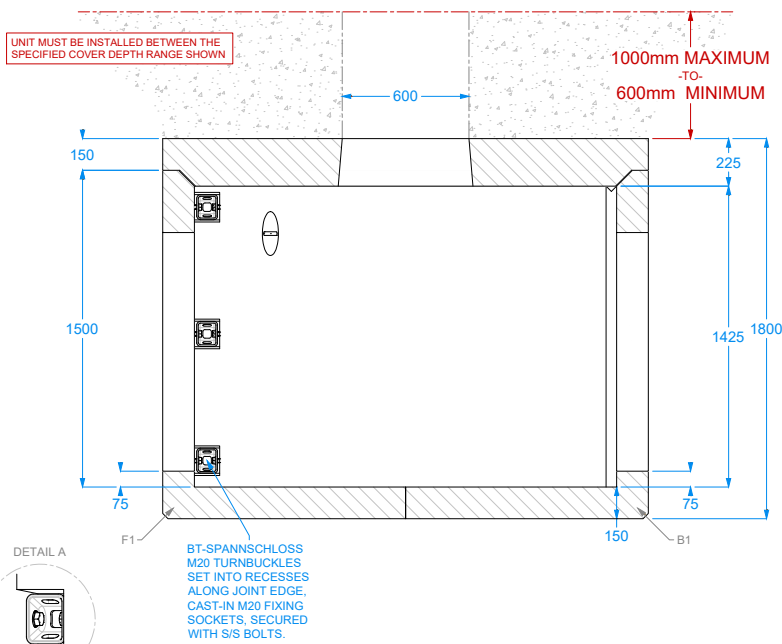 UNIT MUST BE INSTALLED BETWEEN THE
SPECIFIED COVER DEPTH RANGE SHOWN
1000mm MAXIMUM
-TO-
600mm MINIMUM
600
150
225
1500
1425
1800
75
75
150
F1
B1
DETAIL A
BT-SPANNSCHLOSS
M20 TURNBUCKLES
SET INTO RECESSES
ALONG JOINT EDGE,
CAST-IN M20 FIXING
SOCKETS, SECURED
WITH S/S BOLTS.